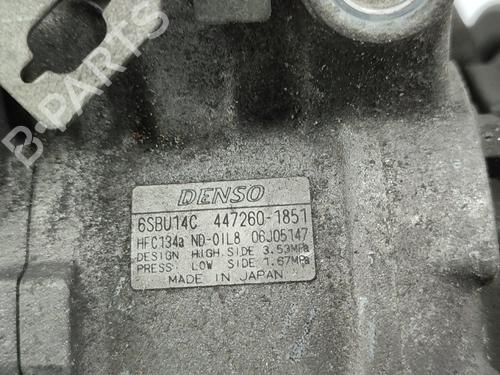 B-PARTS
DENSO
6SBU14C 447260-1851
HFC134a ND-OIL8 06J05147
DESIGN HIGH SIDE 3.53MPa
PRESS LOW SIDE 1.67MPa
MADE IN JAPAN